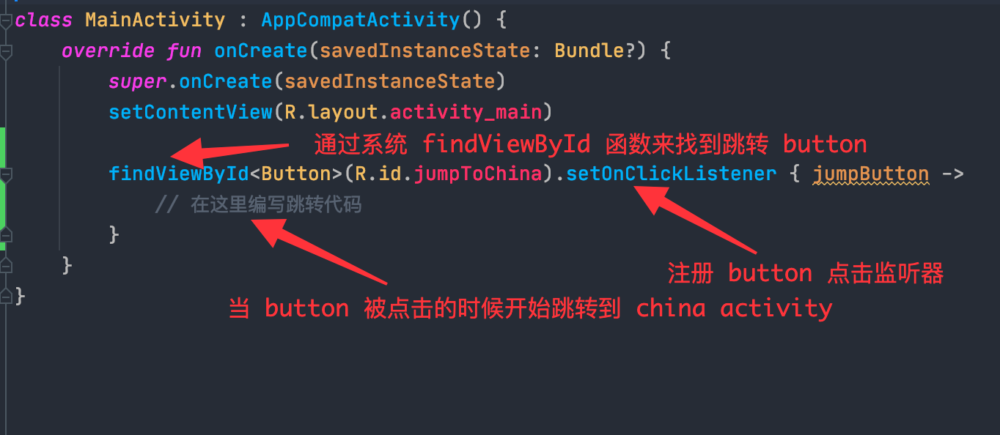 class MainActivity : AppCompatActivity() {
override fun onCreate(savedInstanceState: Bundle?) {
super.onCreate(savedInstanceState)
setContentView(R.layout.activity_main)
通过系统 findViewById 函数来找到跳转 button
findViewById<Button>(R.id.jumpToChina).setOnClickListener { jumpButton ->
// 在这里编写跳转代码
}
}
注册 button 点击监听器
}
当 button 被点击的时候开始跳转到 china activity